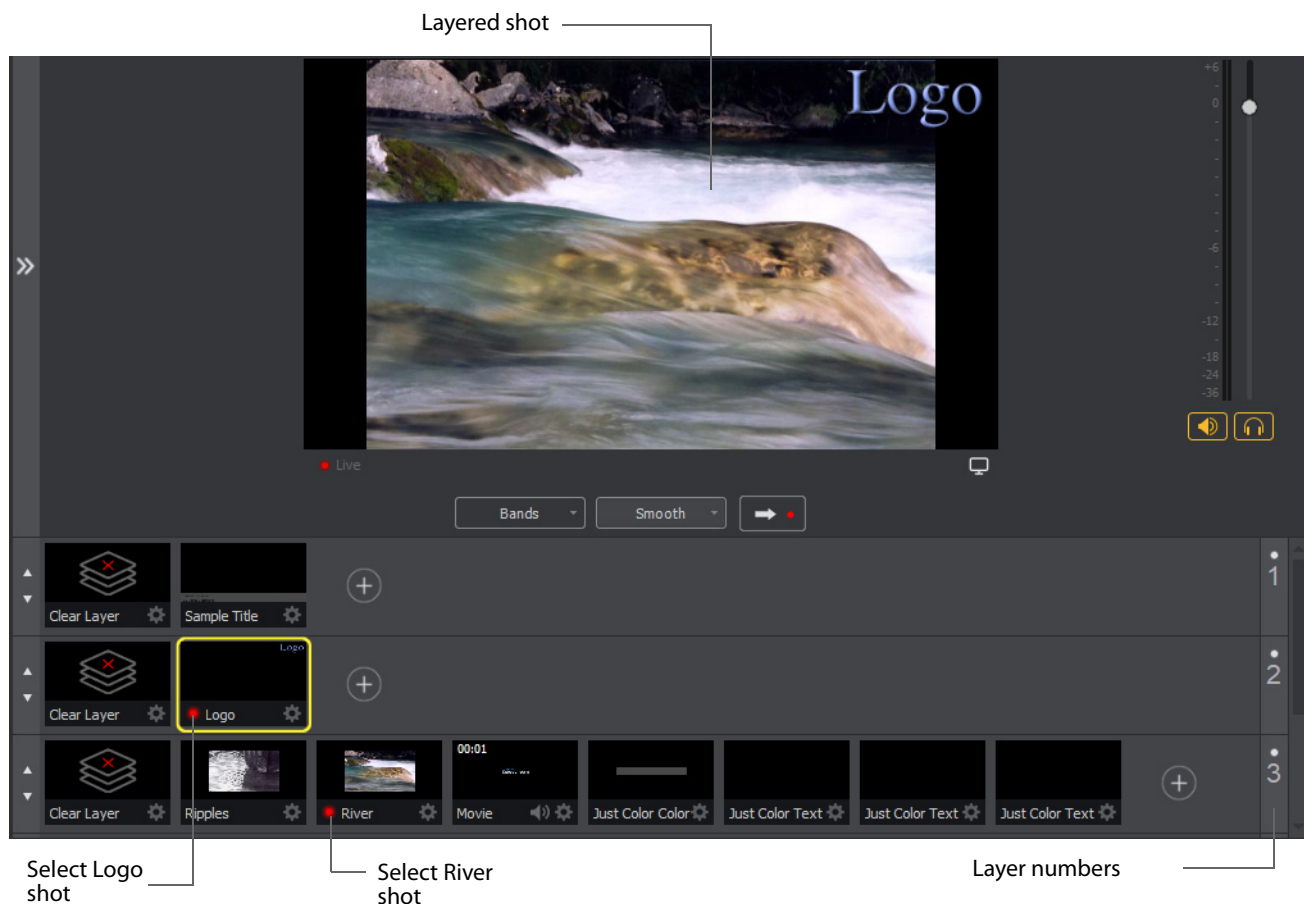 Layered shot
Logo
+6
0
-6
-12
-18
-24
-36
Live
Bands
Smooth
Clear Layer
Sample Title
1
Logo
Clear Layer
Logo
2
00:01
Clear Layer
Ripples
River
Movie
Just Color Color
Just Color Text
Just Color Text
Just Color Text
3
Select Logo
shot
Select River
shot
Layer numbers